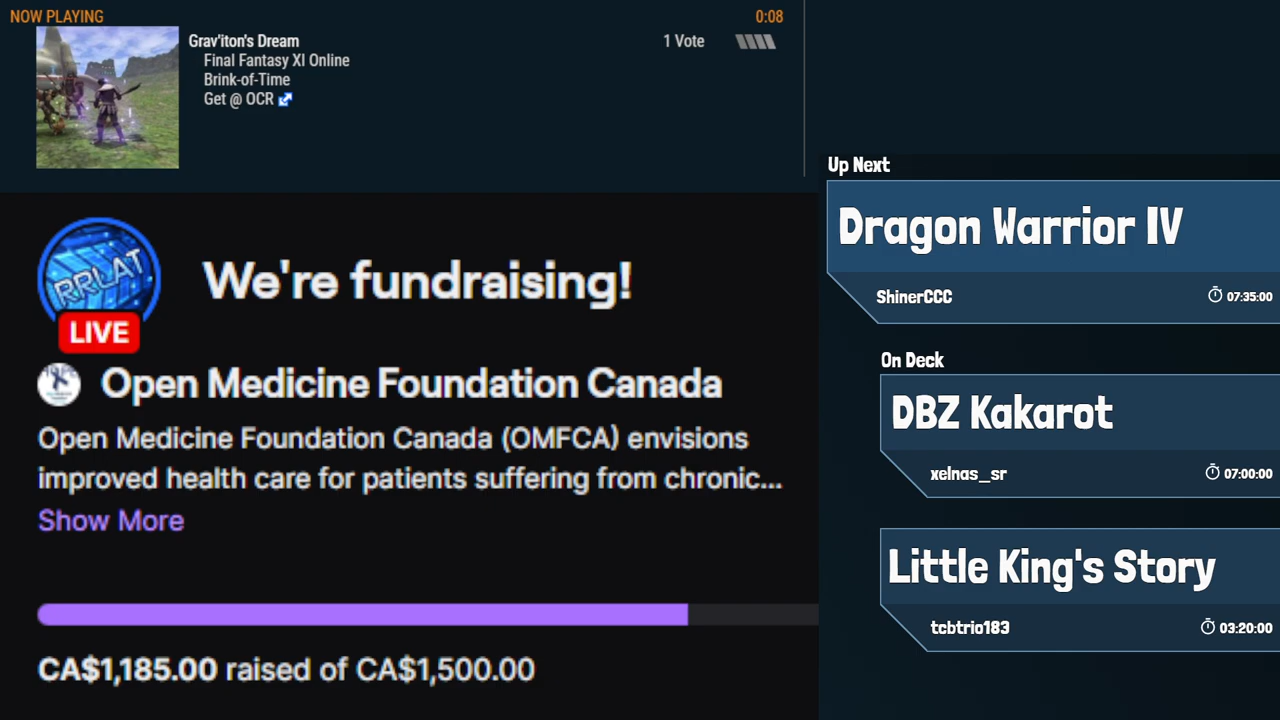 NOW PLAYING
0:08
Grav'iton's Dream
1 Vote
Final Fantasy XI Online
Brink-of-Time
Get @ OCR
RRLAT
LIVE
We're fundraising!
Open Medicine Foundation Canada
Open Medicine Foundation Canada (OMFCA) envisions
improved health care for patients suffering from chronic...
Show More
CA$1,185.00 raised of CA$1,500.00
Up Next
Dragon Warrior IV
ShinerCCC
07:35:00
On Deck
DBZ Kakarot
xelnas_sr
07:00:00
Little King's Story
tcbtrio183
03:20:00